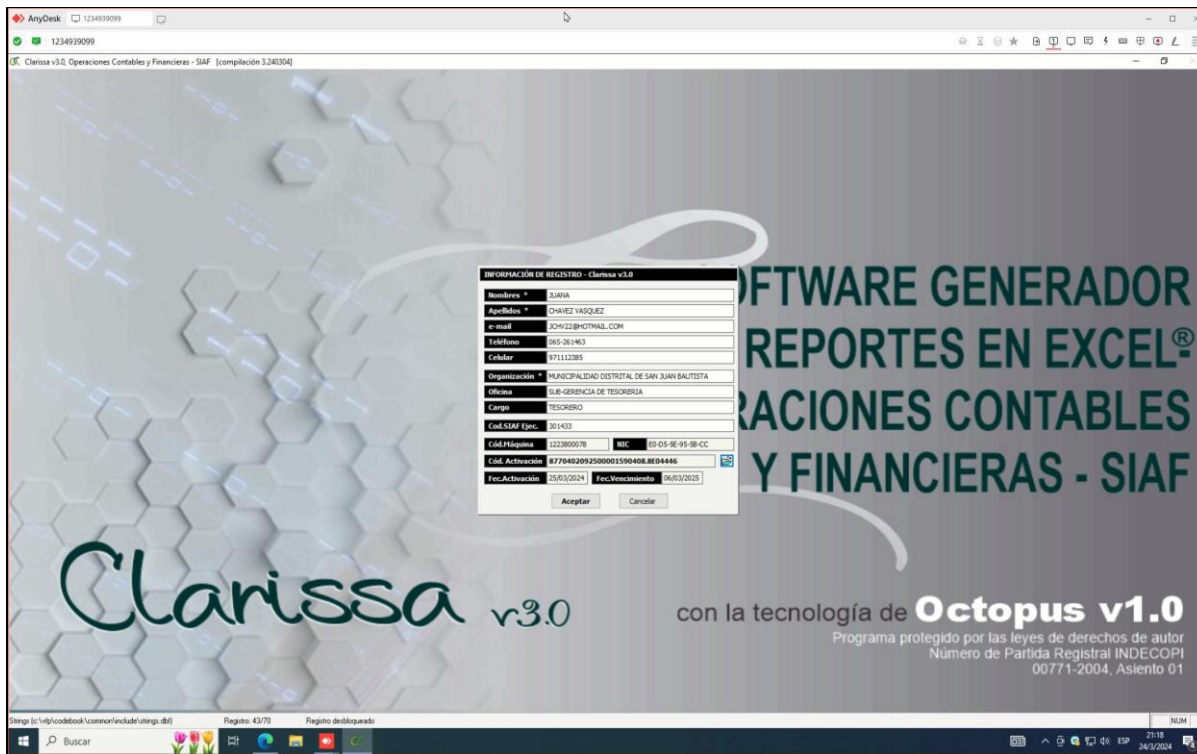 AnyDesk 1234939099
1234939099
Clarissa v3.0, Operaciones Contables y Financieras - SIAF [compilación 3.240304]
INFORMACIÓN DE REGISTRO - Clarissa v3.0
Nombres * JUANA
Apellidos * CHAVEZ VASQUEZ
e-mail JCHV22@HOTMAIL.COM
Teléfono 065-261463
Celular 971112385
Organización * MUNICIPALIDAD DISTRITAL DE SAN JUAN BAUTISTA
Oficina SUB-GERENCIA DE TESORERIA
Cargo TESORERO
Cod.SIAF Ejec. 301433
Cód.Máquina 1223800078 NIC E0-D5-5E-95-5B-CC
Cód. Activación 8770402092500001590408.8E04446
Fec.Activación 25/03/2024 Fec.Vencimiento 06/03/2025
Aceptar Cancelar
OFTWARE GENERADOR
REPORTES EN EXCEL®
RACIONES CONTABLES
Y FINANCIERAS - SIAF
Clarissa v3.0
con la tecnología de Octopus v1.0
Programa protegido por las leyes de derechos de autor
Número de Partida Registral INDECOPI
00771-2004, Asiento 01
Strings (c:\vfp\codebook\common\include\strings.dbf) Registro: 43/70 Registro desbloqueado NUM
Buscar ESP 21:18
24/3/2024